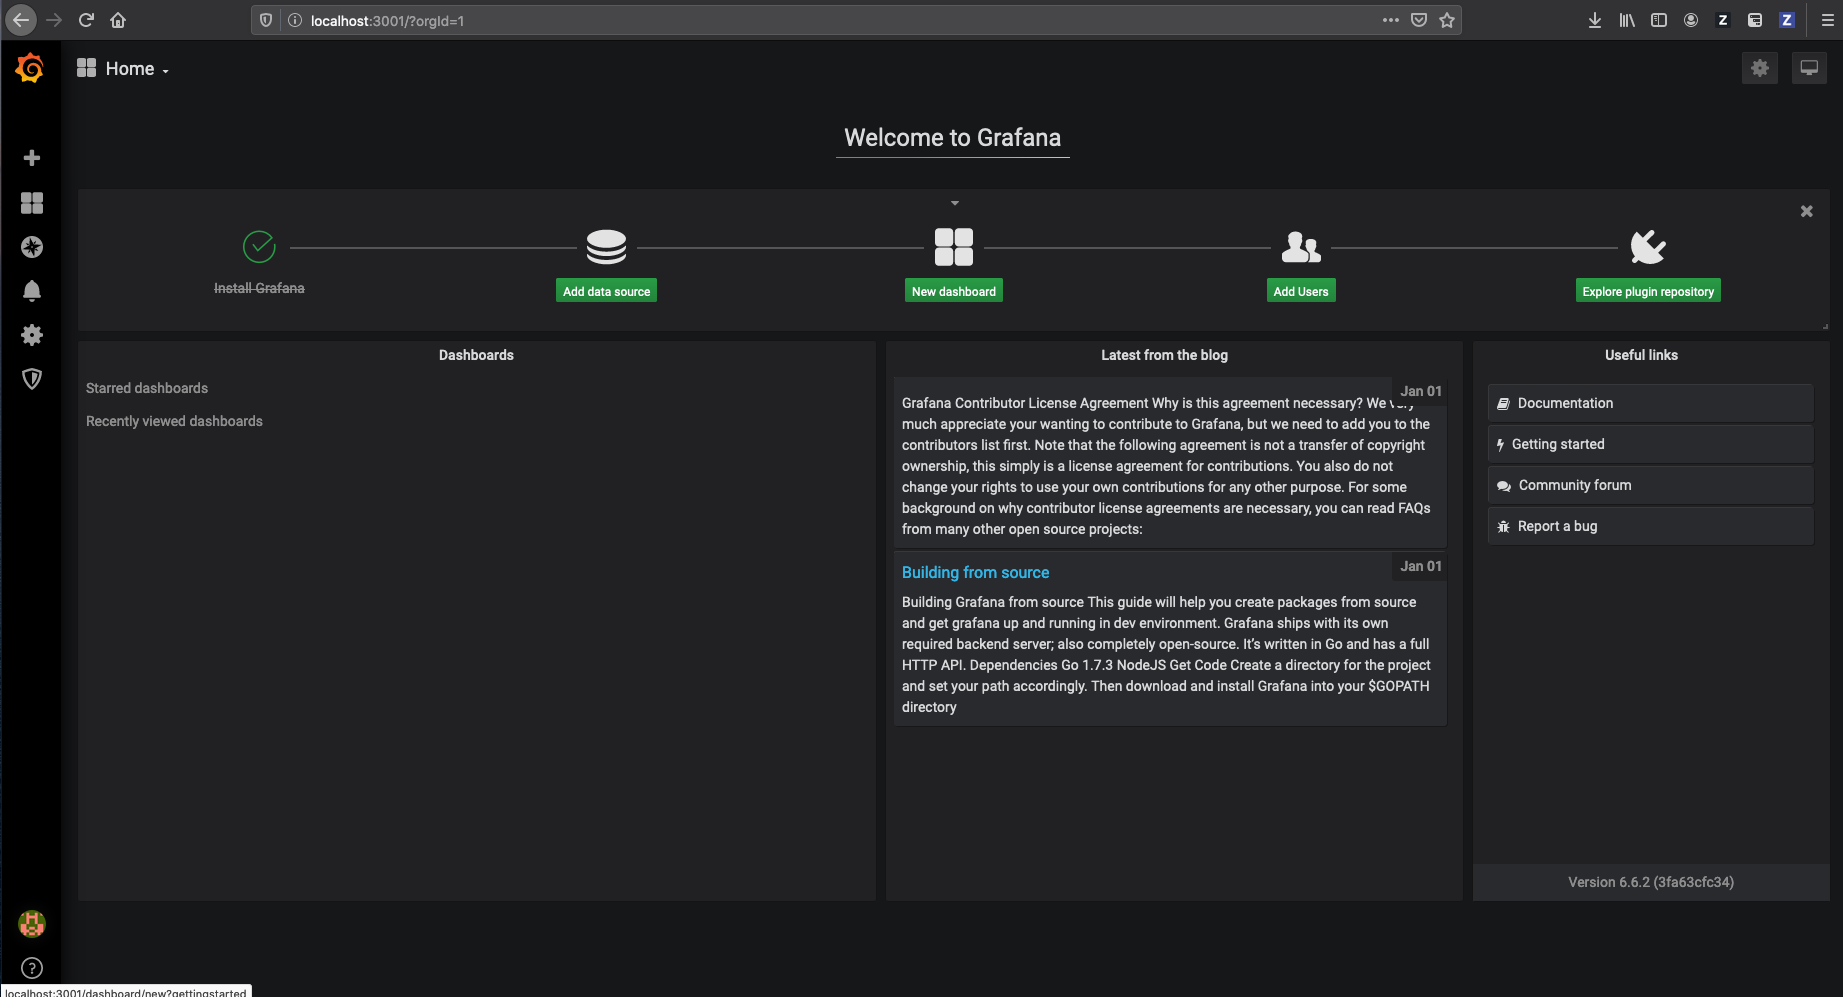 localhost:3001/?orgId=1
Home
Welcome to Grafana
Install Grafana
Add data source
New dashboard
Add Users
Explore plugin repository
Dashboards
Starred dashboards
Recently viewed dashboards
Latest from the blog
Jan 01
Grafana Contributor License Agreement Why is this agreement necessary? We very
much appreciate your wanting to contribute to Grafana, but we need to add you to the
contributors list first. Note that the following agreement is not a transfer of copyright
ownership, this simply is a license agreement for contributions. You also do not
change your rights to use your own contributions for any other purpose. For some
background on why contributor license agreements are necessary, you can read FAQs
from many other open source projects:
Jan 01
Building from source
Building Grafana from source This guide will help you create packages from source
and get grafana up and running in dev environment. Grafana ships with its own
required backend server; also completely open-source. It’s written in Go and has a full
HTTP API. Dependencies Go 1.7.3 NodeJS Get Code Create a directory for the project
and set your path accordingly. Then download and install Grafana into your $GOPATH
directory
Useful links
Documentation
Getting started
Community forum
Report a bug
Version 6.6.2 (3fa63cfc34)
localhost:3001/dashboard/new?gettingstarted